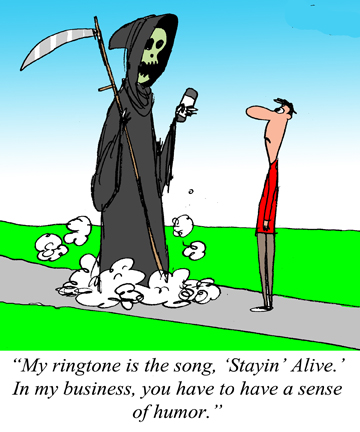 “My ringtone is the song, ‘Stayin’ Alive.’
In my business, you have to have a sense
of humor.”